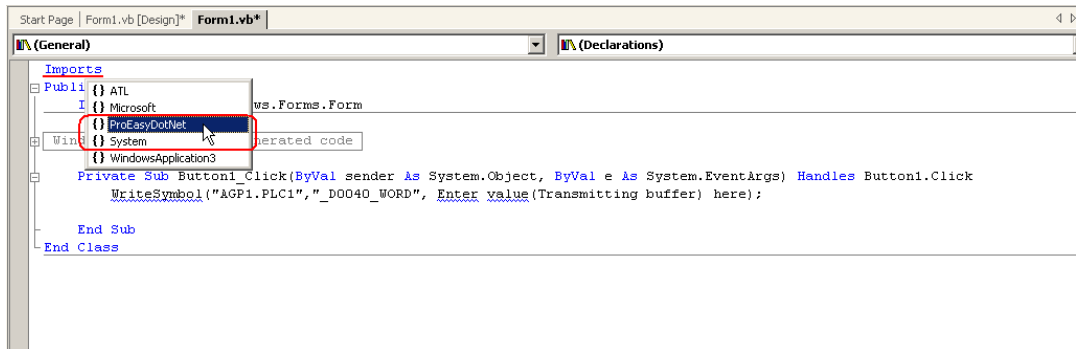 Start Page Form1.vb [Design]* Form1.vb*
(General) (Declarations)
Imports
Publi
{} ATL
I {} Microsoft ws.Forms.Form
{} ProEasyDotNet
Wind {} System nerated code
{} WindowsApplication3
Private Sub Button1_Click(ByVal sender As System.Object, ByVal e As System.EventArgs) Handles Button1.Click
WriteSymbol("AGP1.PLC1","_D0040_WORD", Enter value(Transmitting buffer) here);
End Sub
End Class